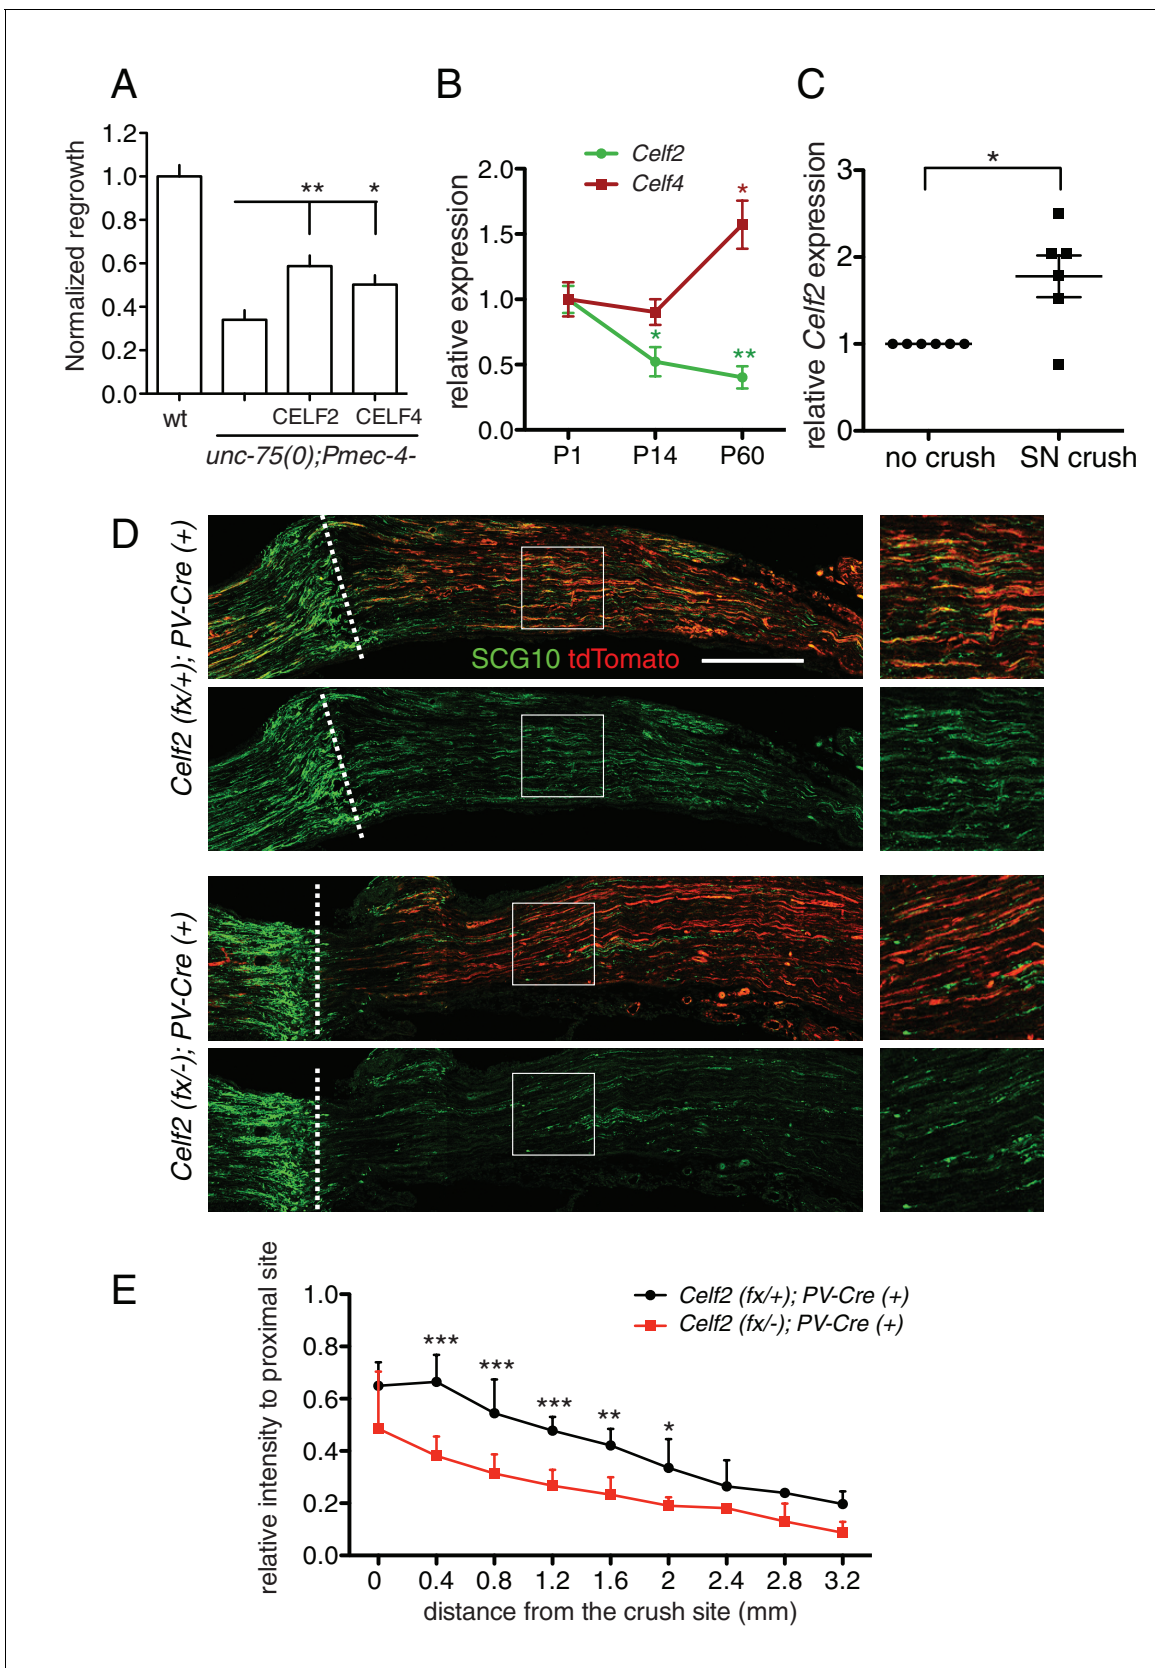 A
Normalized regrowth
1.2
1.0
0.8
0.6
0.4
0.2
0.0
** *
wt
CELF2 CELF4
unc-75(0);Pmec-4-
B
relative expression
Celf2
Celf4
2.0
1.5
1.0
0.5
0.0
*
*
**
P1 P14 P60
C
relative Celf2 expression
3
2
1
0
*
no crush SN crush
D
Celf2 (fx/+); PV-Cre (+)
SCG10 tdTomato
Celf2 (fx/-); PV-Cre (+)
E
relative intensity to proximal site
1.0
0.8
0.6
0.4
0.2
0.0
Celf2 (fx/+); PV-Cre (+)
Celf2 (fx/-); PV-Cre (+)
*** *** *** ** *
0 0.4 0.8 1.2 1.6 2 2.4 2.8 3.2
distance from the crush site (mm)